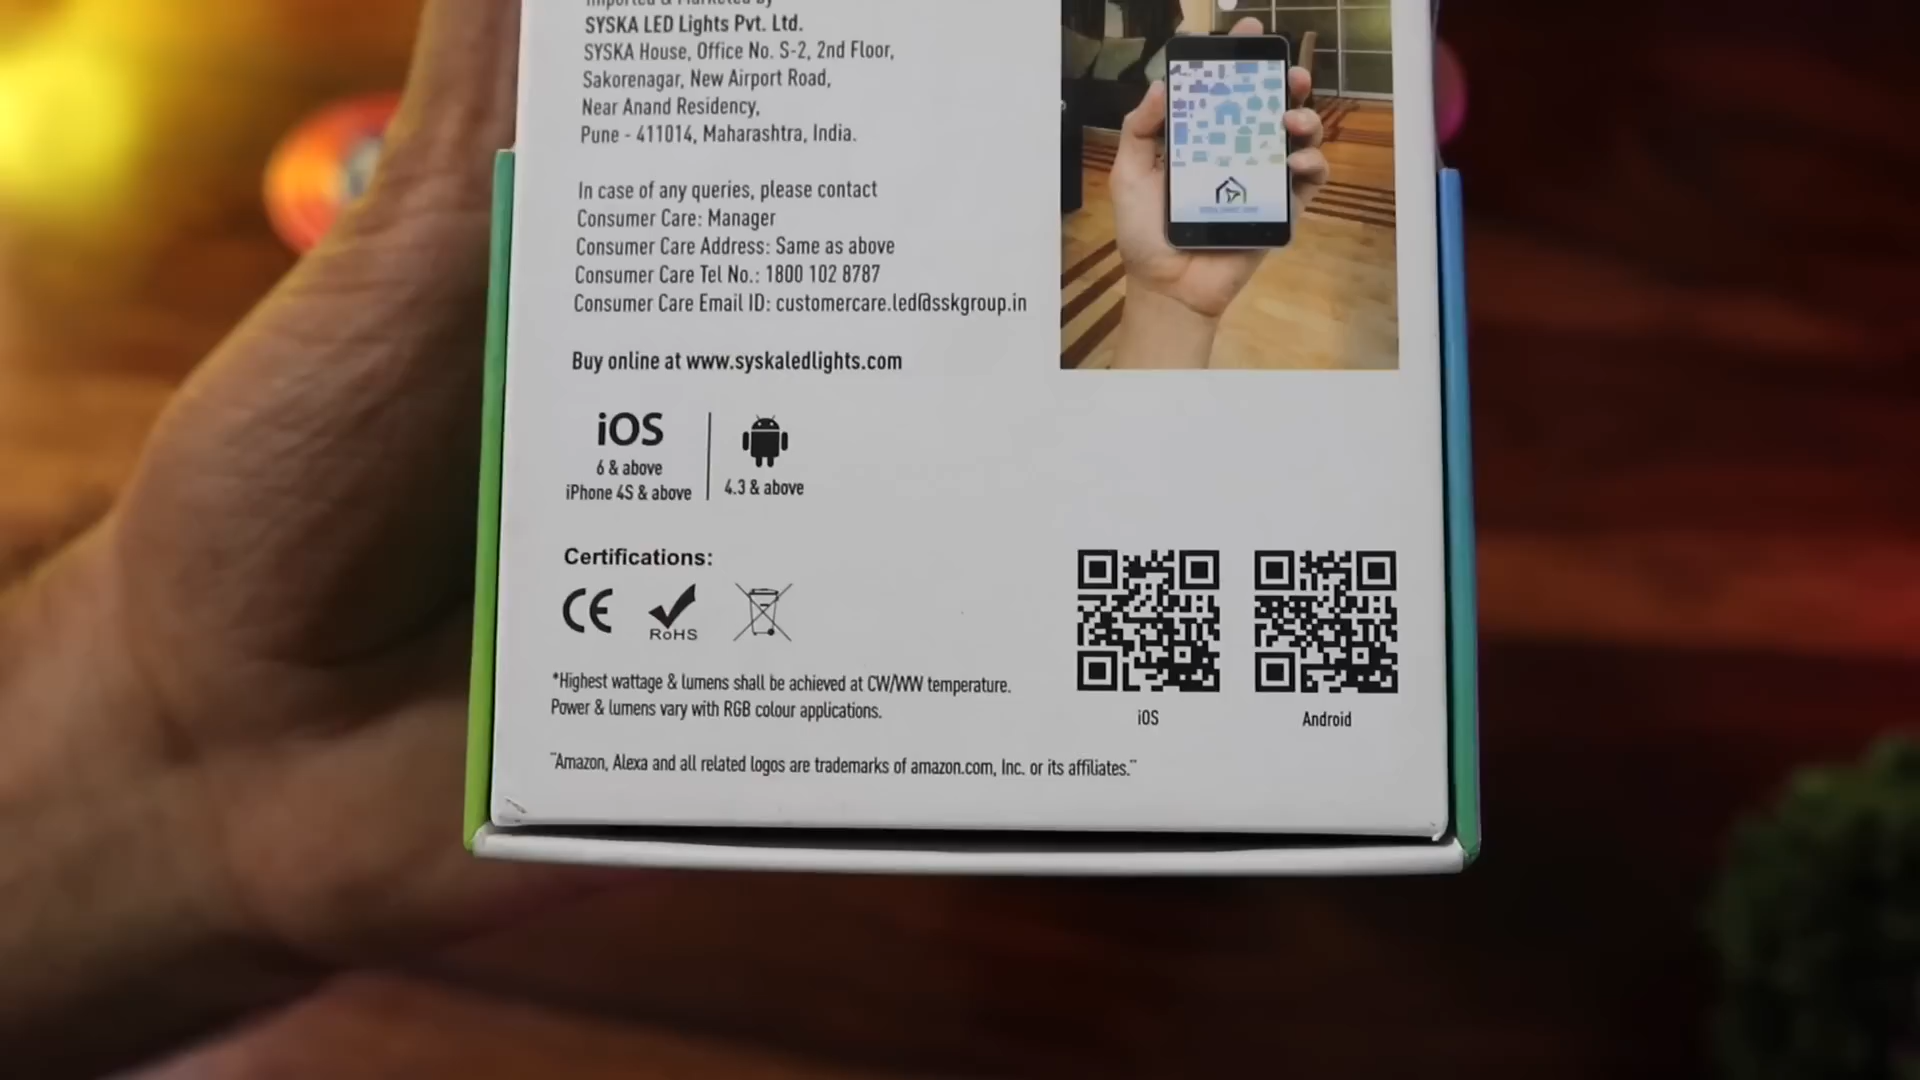 Imported & Marketed by
SYSKA LED Lights Pvt. Ltd.
SYSKA House, Office No. S-2, 2nd Floor,
Sakorenagar, New Airport Road,
Near Anand Residency,
Pune - 411014, Maharashtra, India.
In case of any queries, please contact
Consumer Care: Manager
Consumer Care Address: Same as above
Consumer Care Tel No.: 1800 102 8787
Consumer Care Email ID: customercare.led@sskgroup.in
Buy online at www.syskaledlights.com
iOS
6 & above
iPhone 4S & above
4.3 & above
Certifications:
CE
RoHS
*Highest wattage & lumens shall be achieved at CW/WW temperature.
Power & lumens vary with RGB colour applications.
iOS
Android
"Amazon, Alexa and all related logos are trademarks of amazon.com, Inc. or its affiliates."